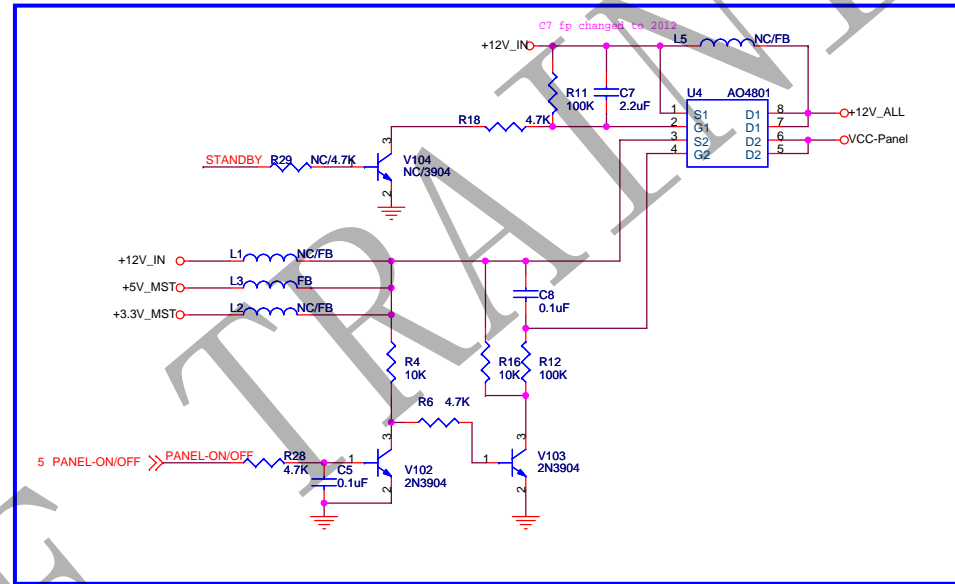 C7 fp changed to 2012
+12V_IN
L5 NC/FB
R11
100K
C7
2.2uF
U4 AO4801
1 S1 D1 8
2 G1 D1 7
3 S2 D2 6
4 G2 D2 5
+12V_ALL
VCC-Panel
R18 4.7K
3
STANDBY R29 NC/4.7K 1
V104
NC/3904
2
+12V_IN L1 NC/FB
+5V_MST L3 FB
+3.3V_MST L2 NC/FB
C8
0.1uF
R4
10K
R16
10K
R12
100K
R6 4.7K
3
3
5 PANEL-ON/OFF PANEL-ON/OFF R28
4.7K
C5
0.1uF
1
V102
2N3904
2
1
V103
2N3904
2
TRAIN